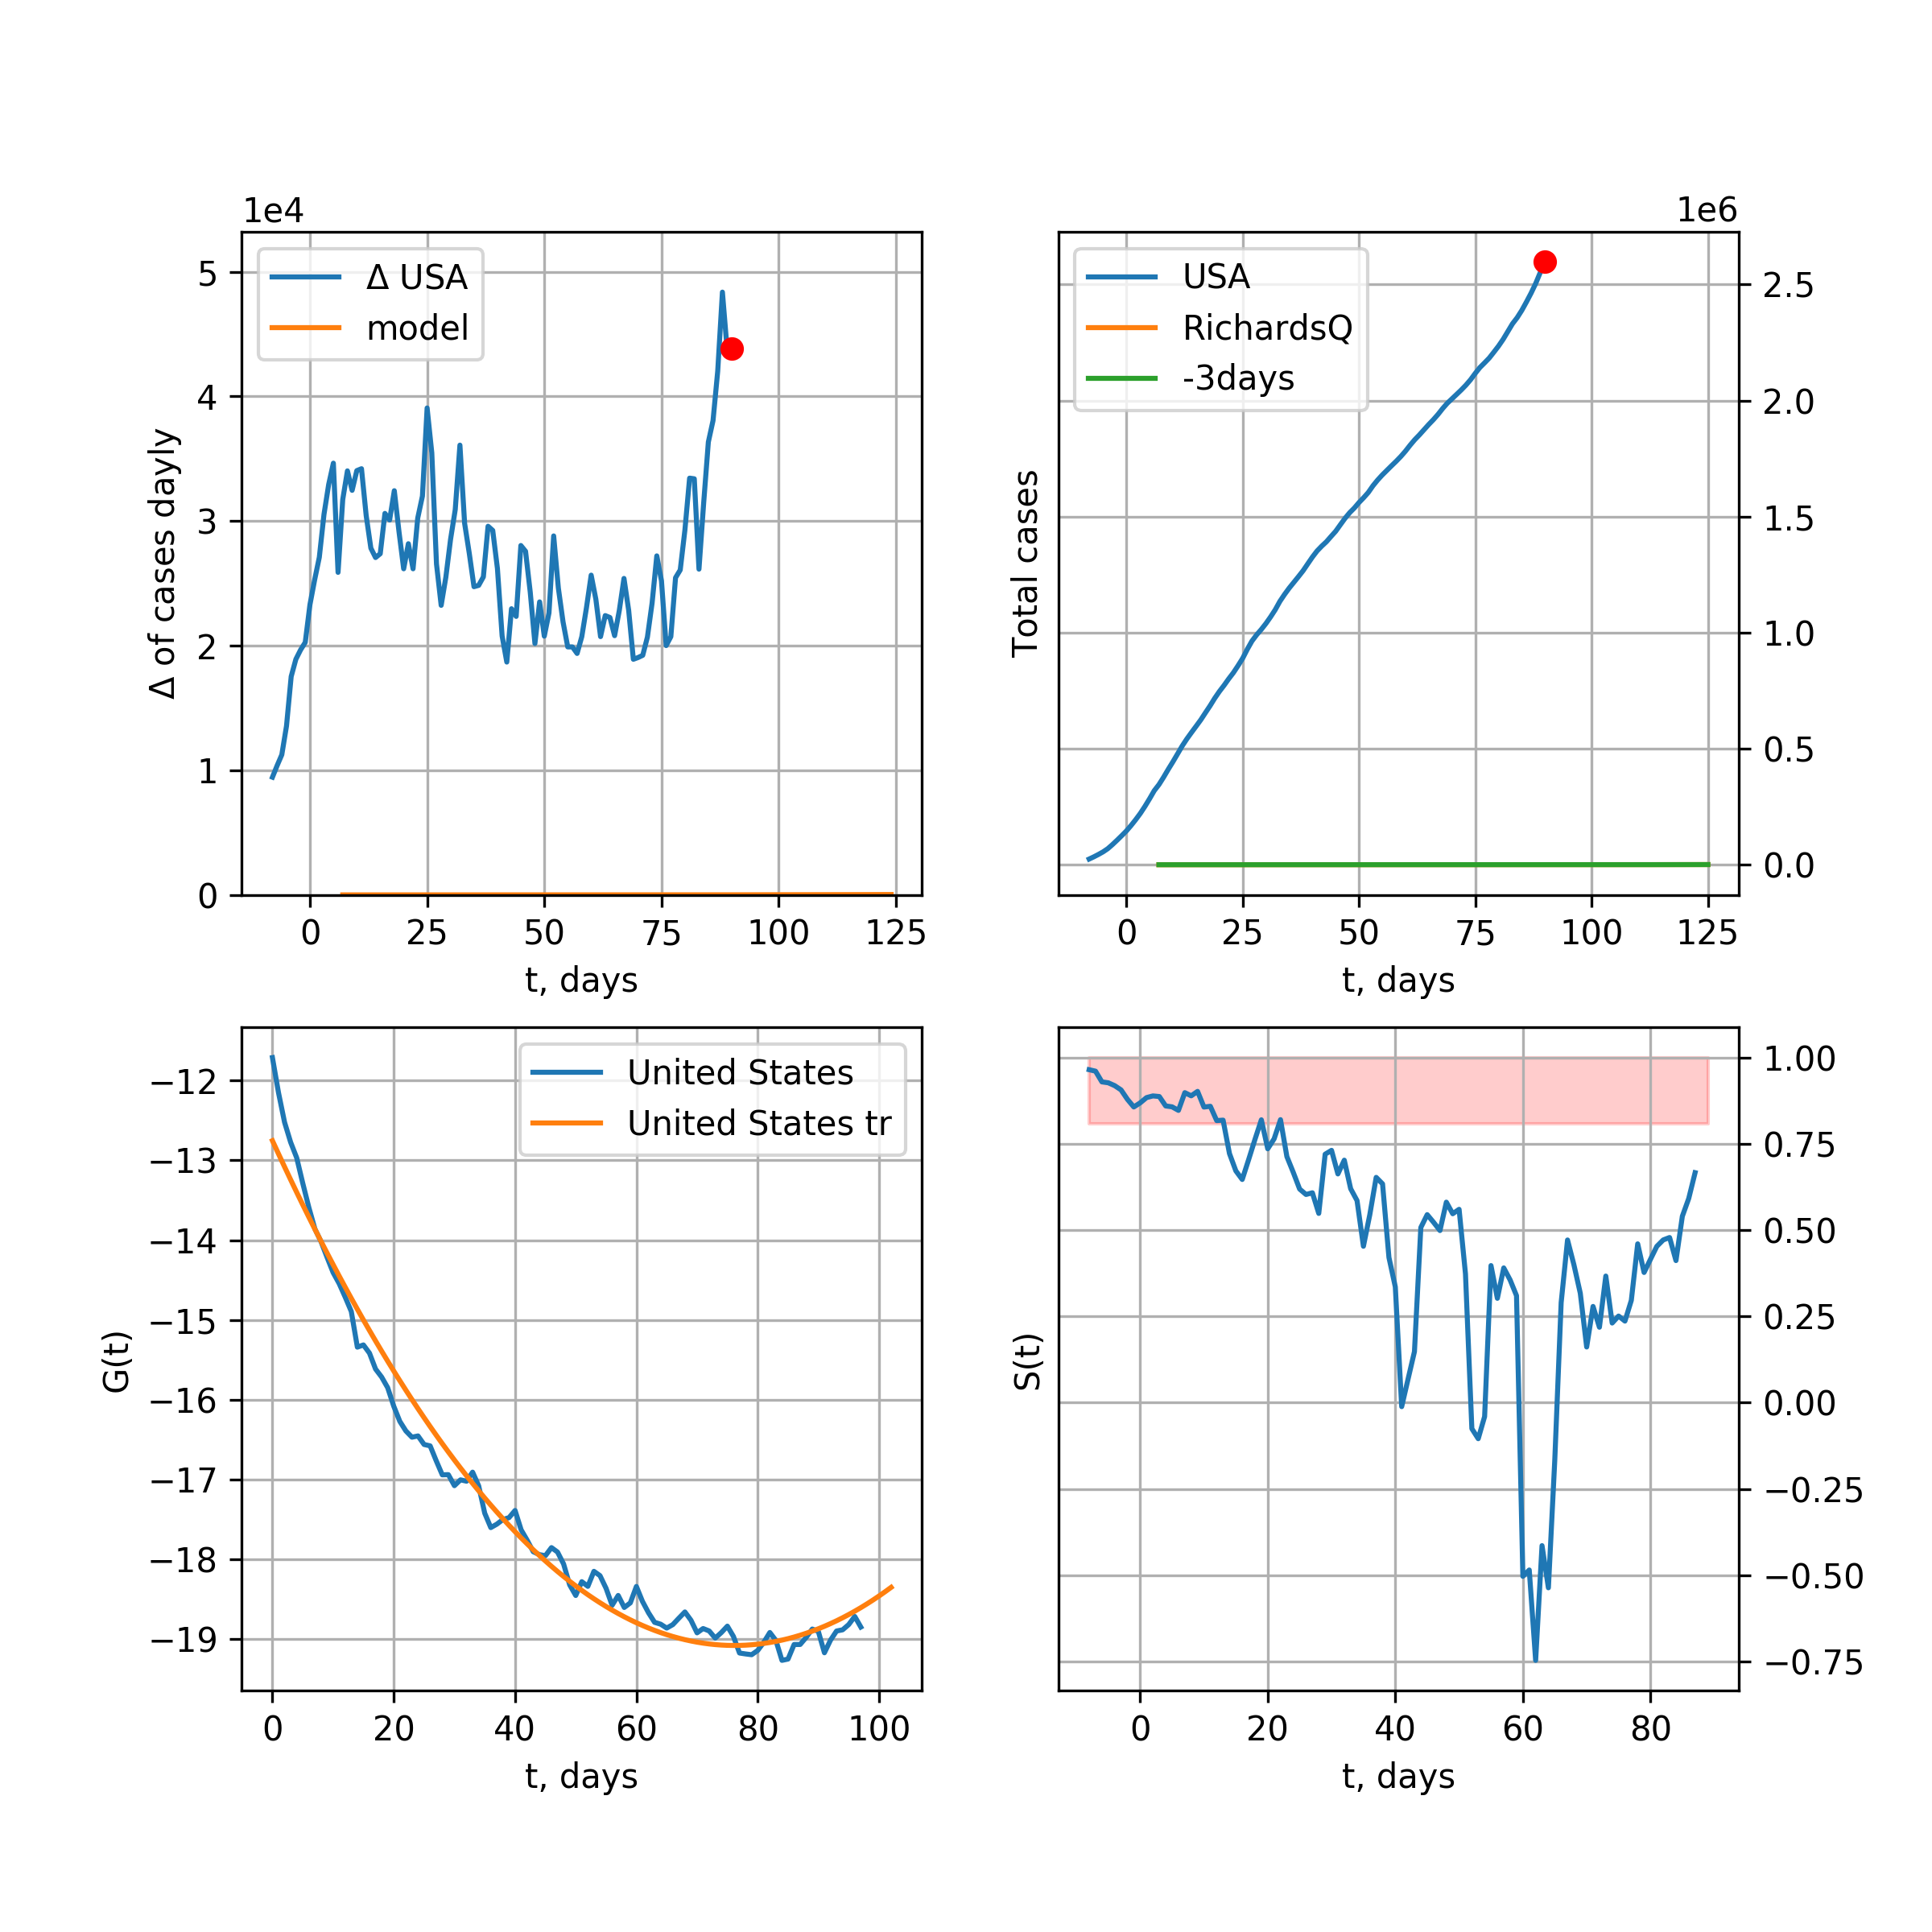 1e4
Δ USA
model
5
4
3
2
1
0
Δ of cases dayly
0 25 50 75 100 125
t, days
1e6
USA
RichardsQ
-3days
2.5
2.0
1.5
1.0
0.5
0.0
Total cases
0 25 50 75 100 125
t, days
United States
United States tr
−12
−13
−14
−15
−16
−17
−18
−19
G(t)
0 20 40 60 80 100
t, days
1.00
0.75
0.50
0.25
0.00
−0.25
−0.50
−0.75
S(t)
0 20 40 60 80
t, days